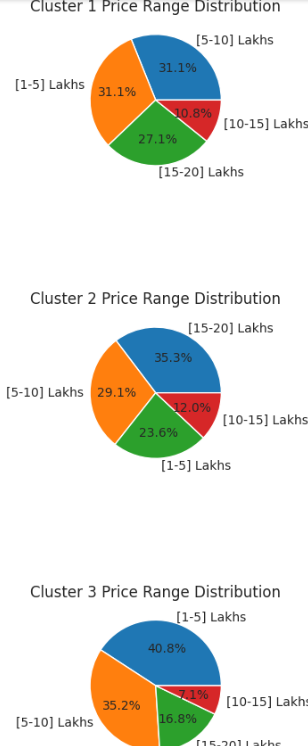 Cluster 1 Price Range Distribution
[5-10] Lakhs
31.1%
[1-5] Lakhs
31.1%
10.8%
[10-15] Lakhs
27.1%
[15-20] Lakhs
Cluster 2 Price Range Distribution
[15-20] Lakhs
35.3%
[5-10] Lakhs
29.1%
12.0%
[10-15] Lakhs
23.6%
[1-5] Lakhs
Cluster 3 Price Range Distribution
[1-5] Lakhs
40.8%
7.1%
[10-15] Lakhs
35.2%
16.8%
[5-10] Lakhs
[15-20] Lakhs